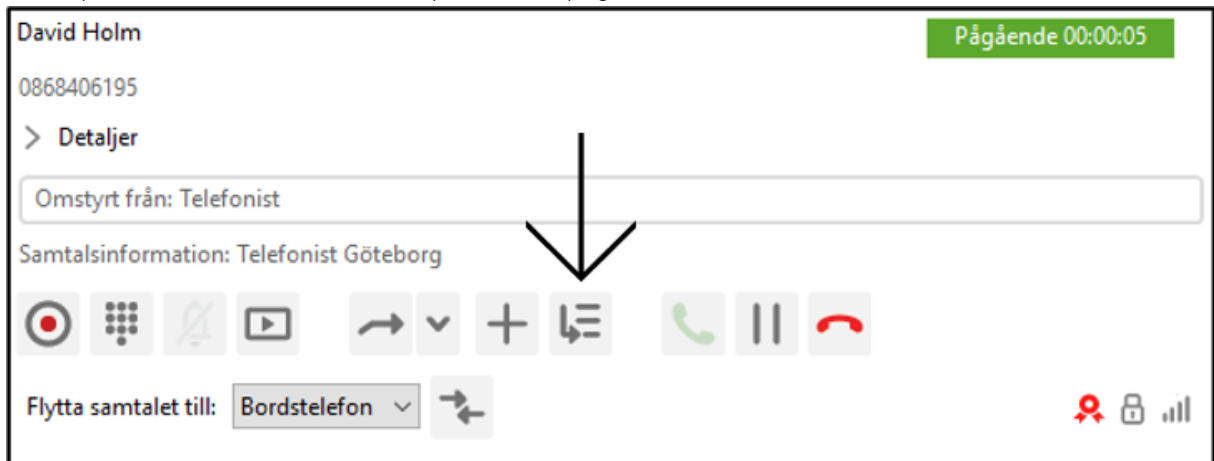 David Holm
Pågående 00:00:05
0868406195
Detaljer
Omstyrt från: Telefonist
Samtalsinformation: Telefonist Göteborg
Flytta samtalet till: Bordstelefon